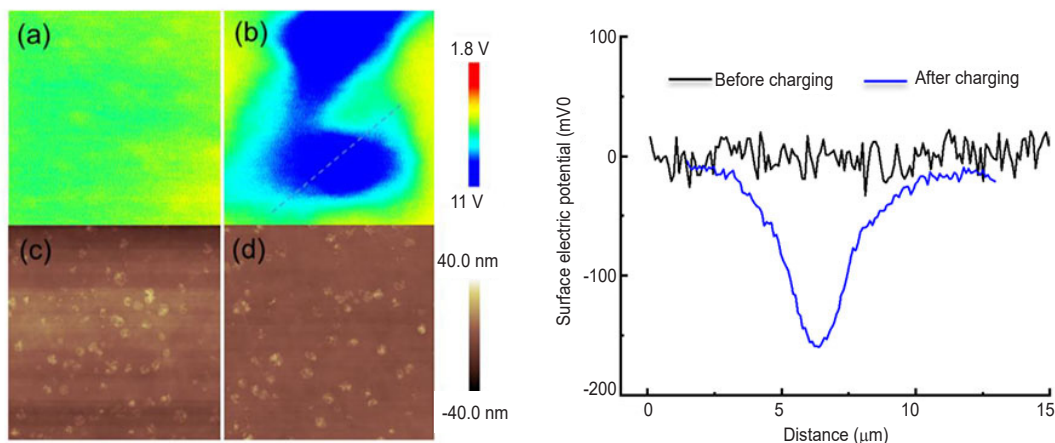 (a)
(b)
1.8 V
11 V
(c)
(d)
40.0 nm
-40.0 nm
100
0
-100
-200
Surface electric potential (mV0
Before charging
After charging
0
5
10
15
Distance (μm)